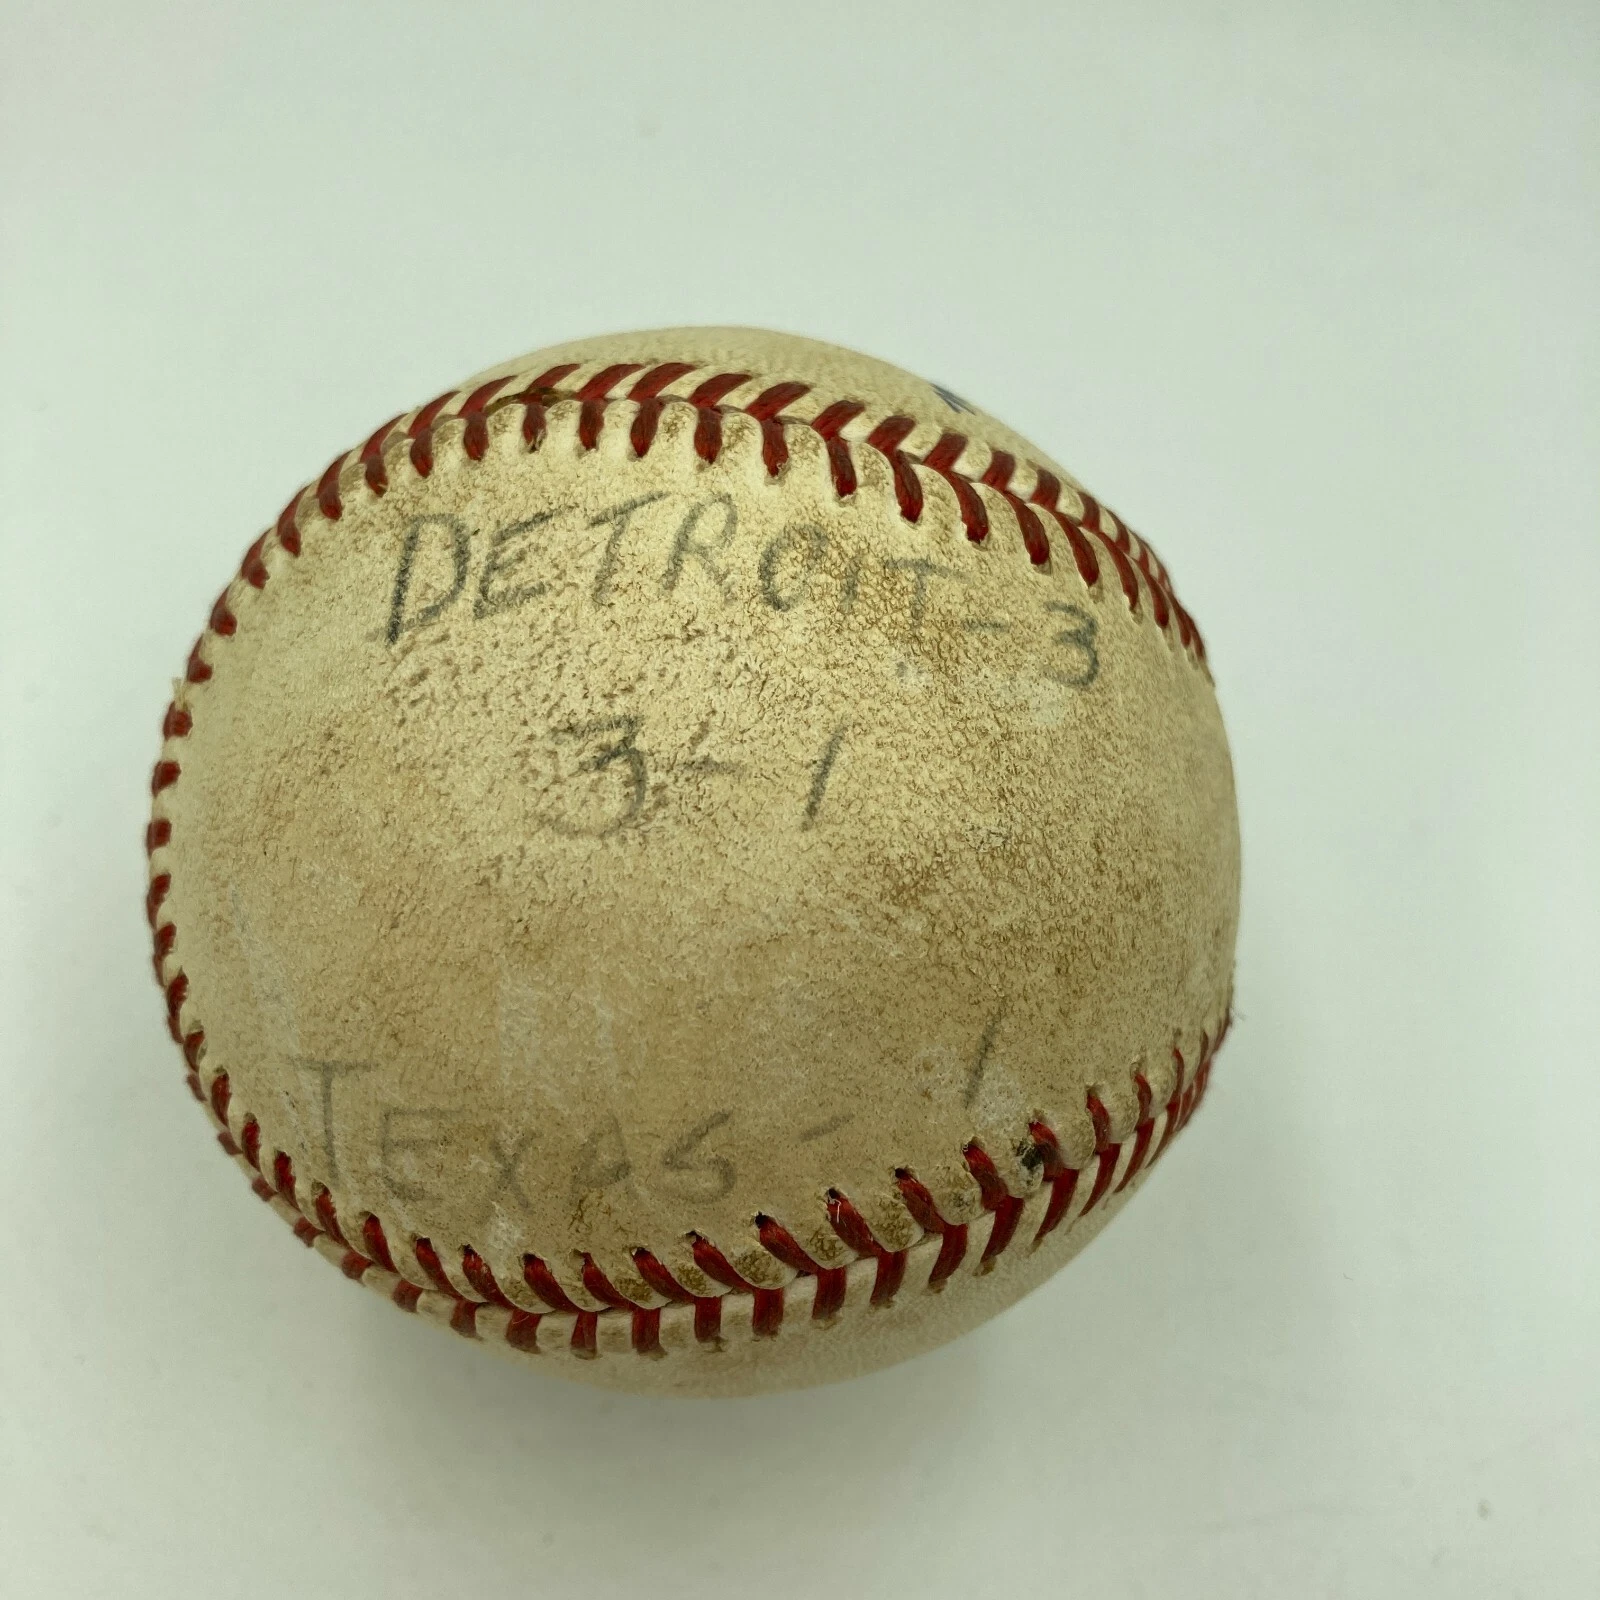 DETROIT - 3
3 - 1
TEXAS - 1